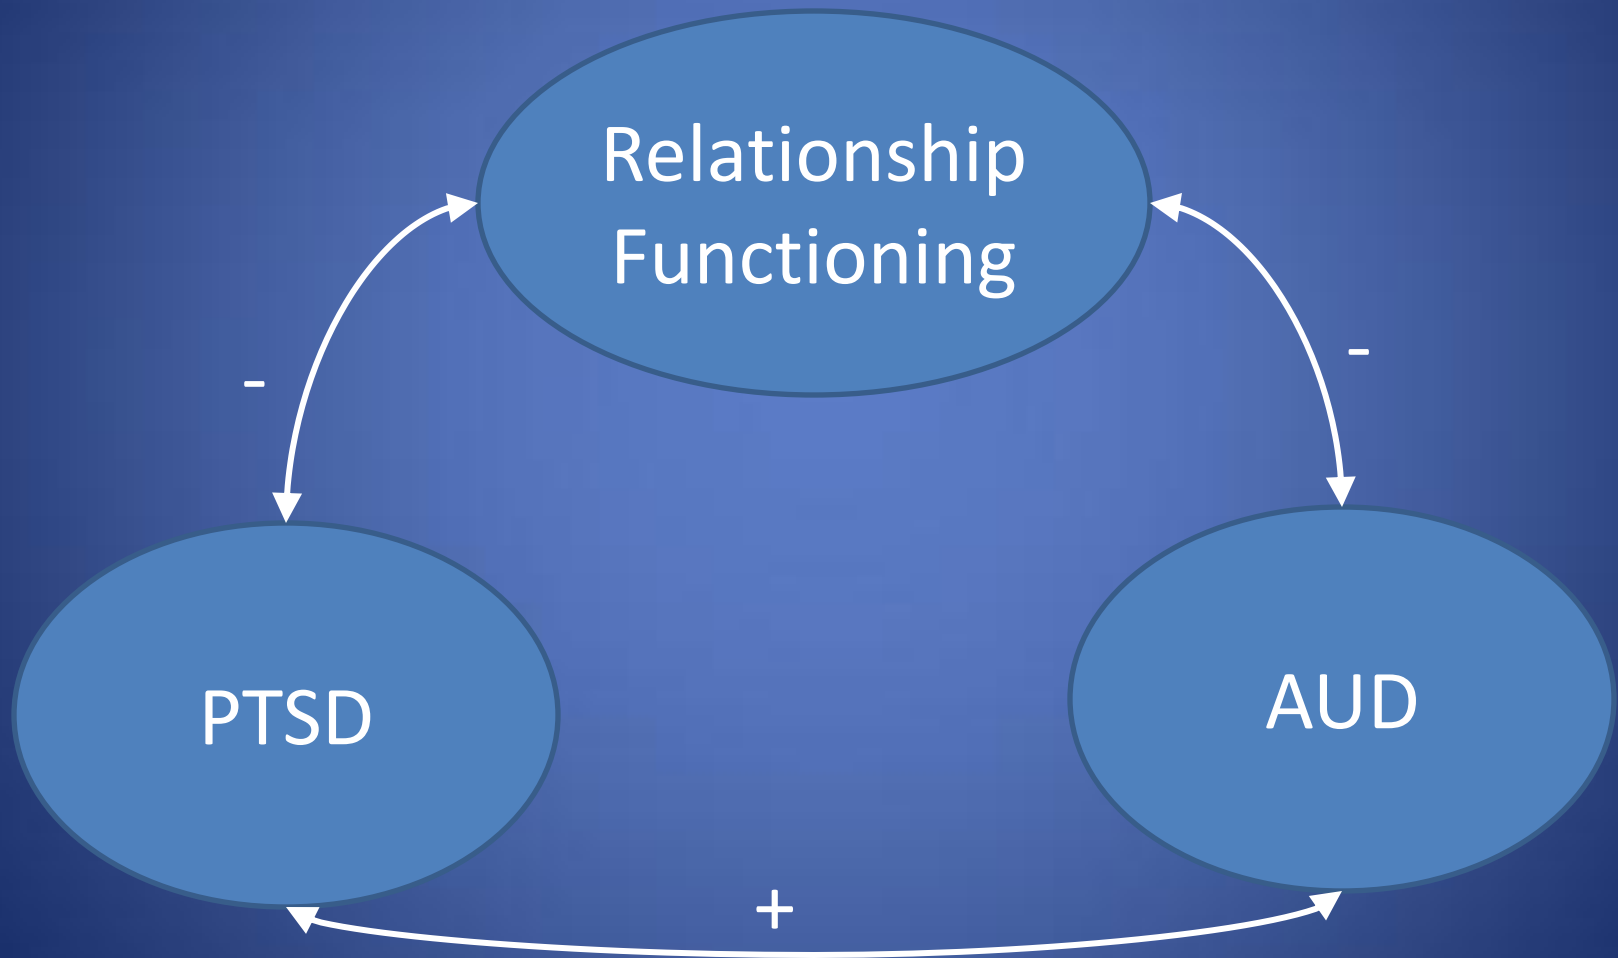 Relationship
Functioning
-
-
PTSD
AUD
+